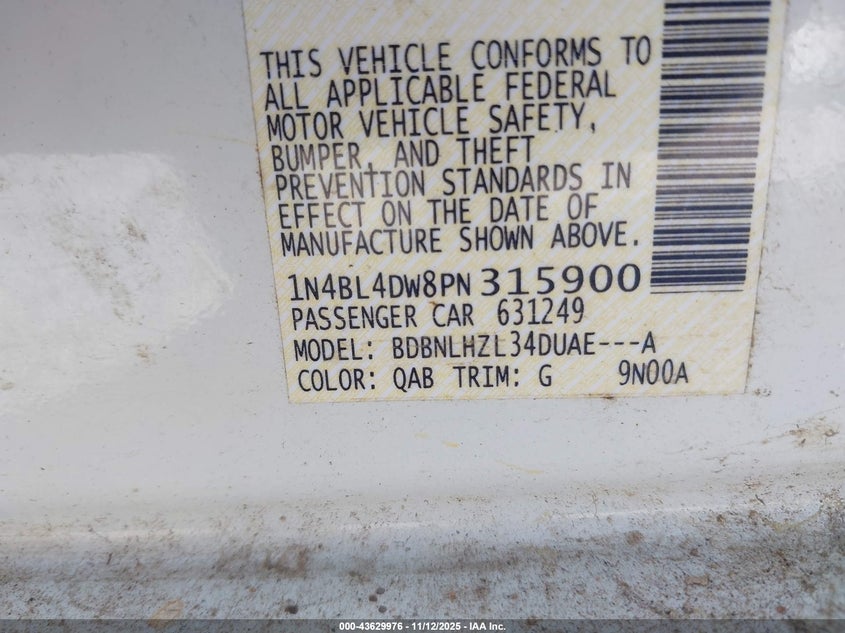 THIS VEHICLE CONFORMS TO
ALL APPLICABLE FEDERAL
MOTOR VEHICLE SAFETY,
BUMPER, AND THEFT
PREVENTION STANDARDS IN
EFFECT ON THE DATE OF
MANUFACTURE SHOWN ABOVE.
1N4BL4DW8PN315900
PASSENGER CAR 631249
MODEL: BDBNLHZL34DUAE---A
COLOR: QAB TRIM: G 9N00A
000-43629976 - 11/12/2025 - IAA Inc.